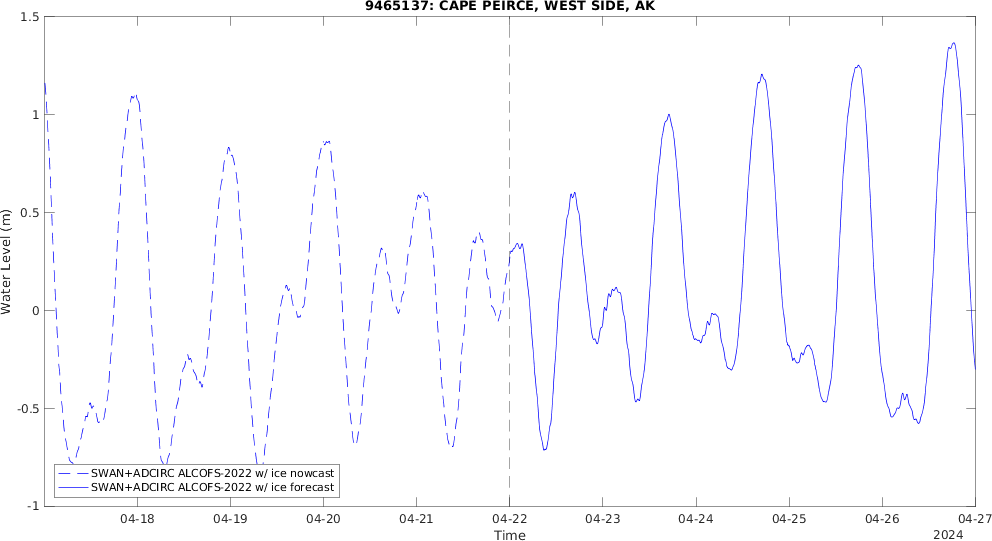 9465137: CAPE PEIRCE, WEST SIDE, AK
1.5
1
0.5
0
-0.5
-1
Water Level (m)
SWAN+ADCIRC ALCOFS-2022 w/ ice nowcast
SWAN+ADCIRC ALCOFS-2022 w/ ice forecast
04-18 04-19 04-20 04-21 04-22 04-23 04-24 04-25 04-26 04-27
Time
2024